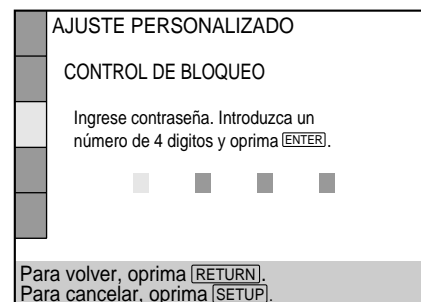 AJUSTE PERSONALIZADO
CONTROL DE BLOQUEO
Ingrese contraseña. Introduzca un
número de 4 digitos y oprima ENTER.
Para volver, oprima RETURN.
Para cancelar, oprima SETUP.